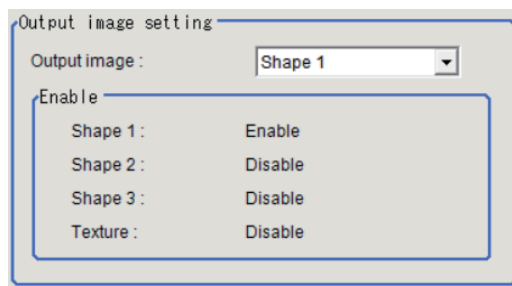 Output image setting
Output image : Shape 1
Enable
Shape 1 : Enable
Shape 2 : Disable
Shape 3 : Disable
Texture : Disable